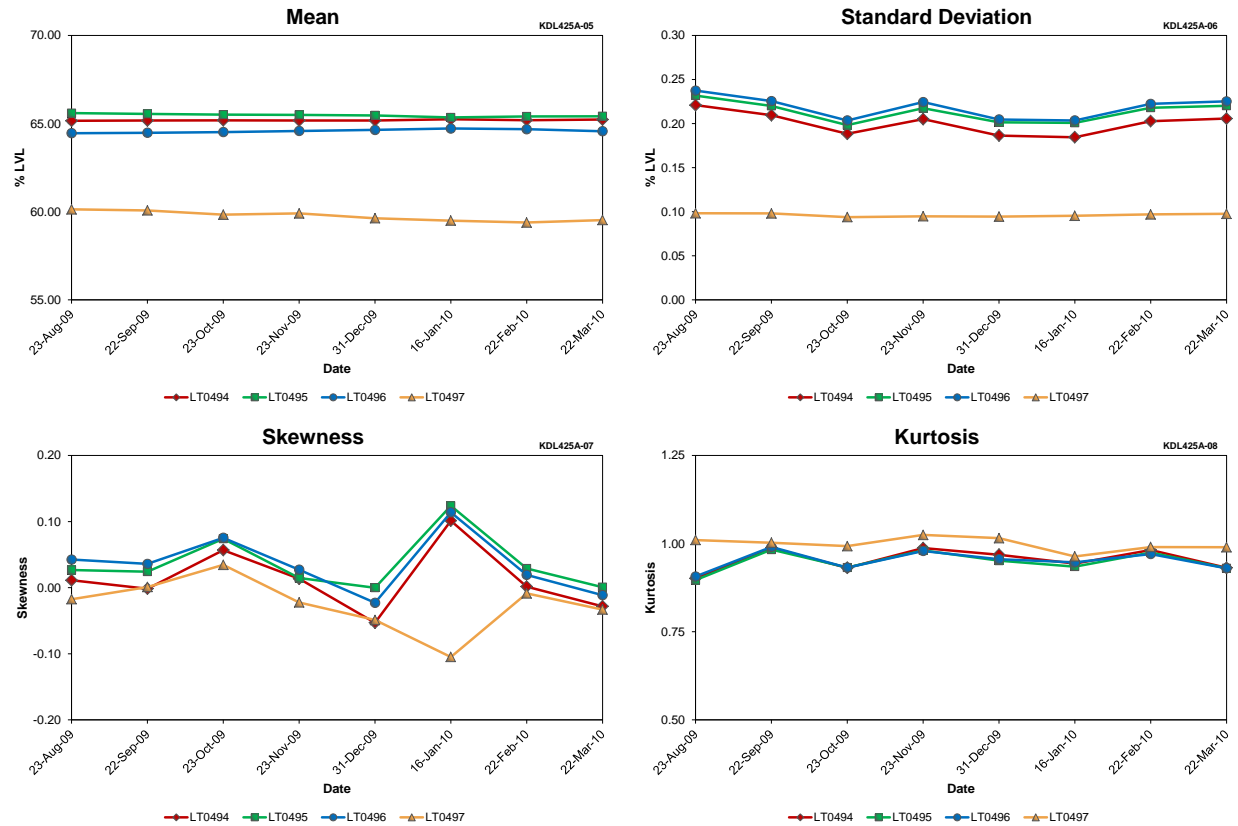 Mean
KDL425A-05
70.00
65.00
60.00
55.00
% LVL
23-Aug-09
22-Sep-09
23-Oct-09
23-Nov-09
31-Dec-09
16-Jan-10
22-Feb-10
22-Mar-10
Date
LT0494 LT0495 LT0496 LT0497
Standard Deviation
KDL425A-06
0.30
0.25
0.20
0.15
0.10
0.05
0.00
% LVL
23-Aug-09
22-Sep-09
23-Oct-09
23-Nov-09
31-Dec-09
16-Jan-10
22-Feb-10
22-Mar-10
Date
LT0494 LT0495 LT0496 LT0497
Skewness
KDL425A-07
0.20
0.10
0.00
-0.10
-0.20
Skewness
23-Aug-09
22-Sep-09
23-Oct-09
23-Nov-09
31-Dec-09
16-Jan-10
22-Feb-10
22-Mar-10
Date
LT0494 LT0495 LT0496 LT0497
Kurtosis
KDL425A-08
1.25
1.00
0.75
0.50
Kurtosis
23-Aug-09
22-Sep-09
23-Oct-09
23-Nov-09
31-Dec-09
16-Jan-10
22-Feb-10
22-Mar-10
Date
LT0494 LT0495 LT0496 LT0497